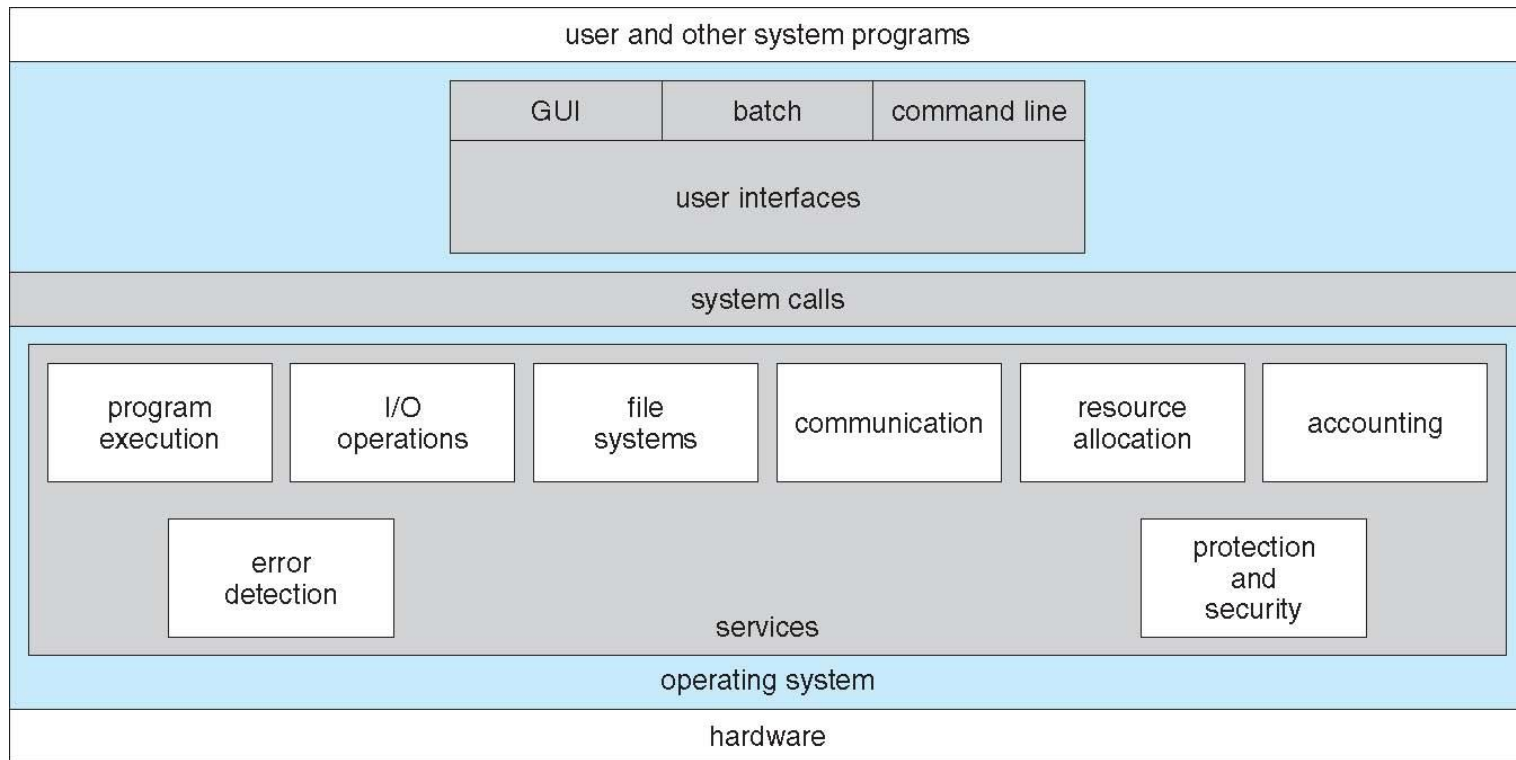 user and other system programs
GUI
batch
command line
user interfaces
system calls
program
execution
I/O
operations
file
systems
communication
resource
allocation
accounting
error
detection
protection
and
security
services
operating system
hardware